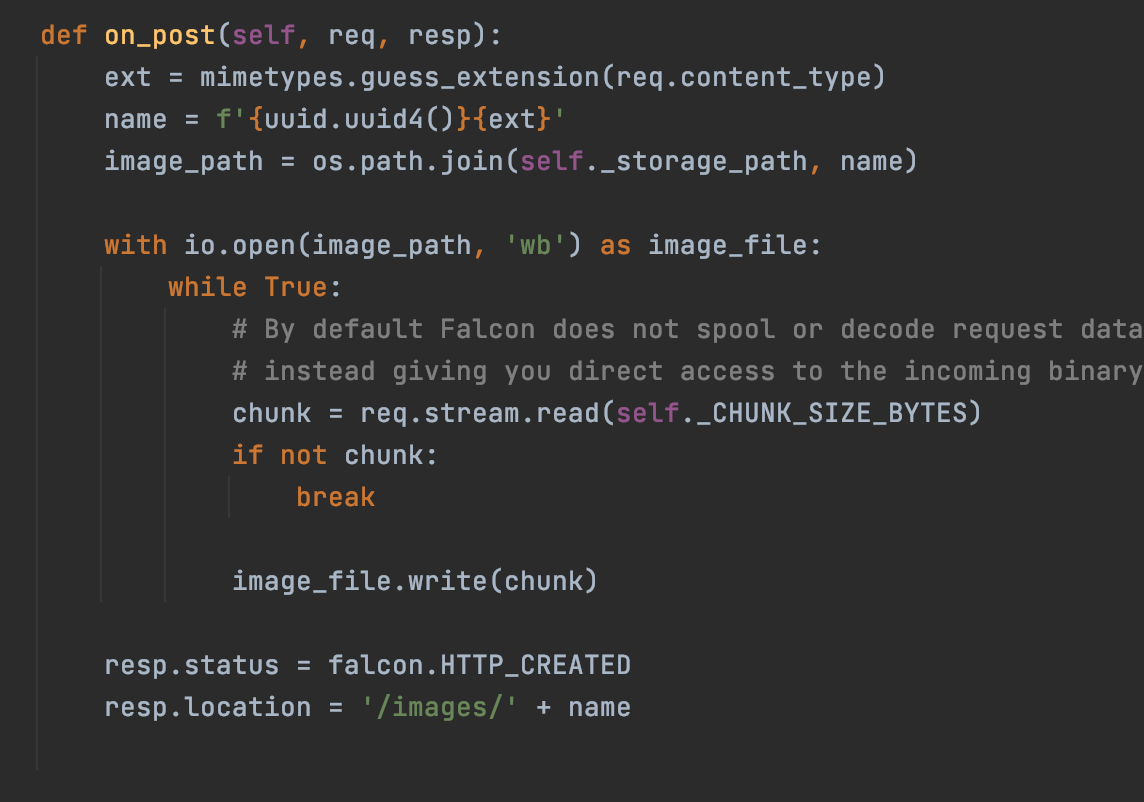 def on_post(self, req, resp):
    ext = mimetypes.guess_extension(req.content_type)
    name = f'{uuid.uuid4()}{ext}'
    image_path = os.path.join(self._storage_path, name)

    with io.open(image_path, 'wb') as image_file:
        while True:
            # By default Falcon does not spool or decode request data
            # instead giving you direct access to the incoming binary
            chunk = req.stream.read(self._CHUNK_SIZE_BYTES)
            if not chunk:
                break

            image_file.write(chunk)

    resp.status = falcon.HTTP_CREATED
    resp.location = '/images/' + name